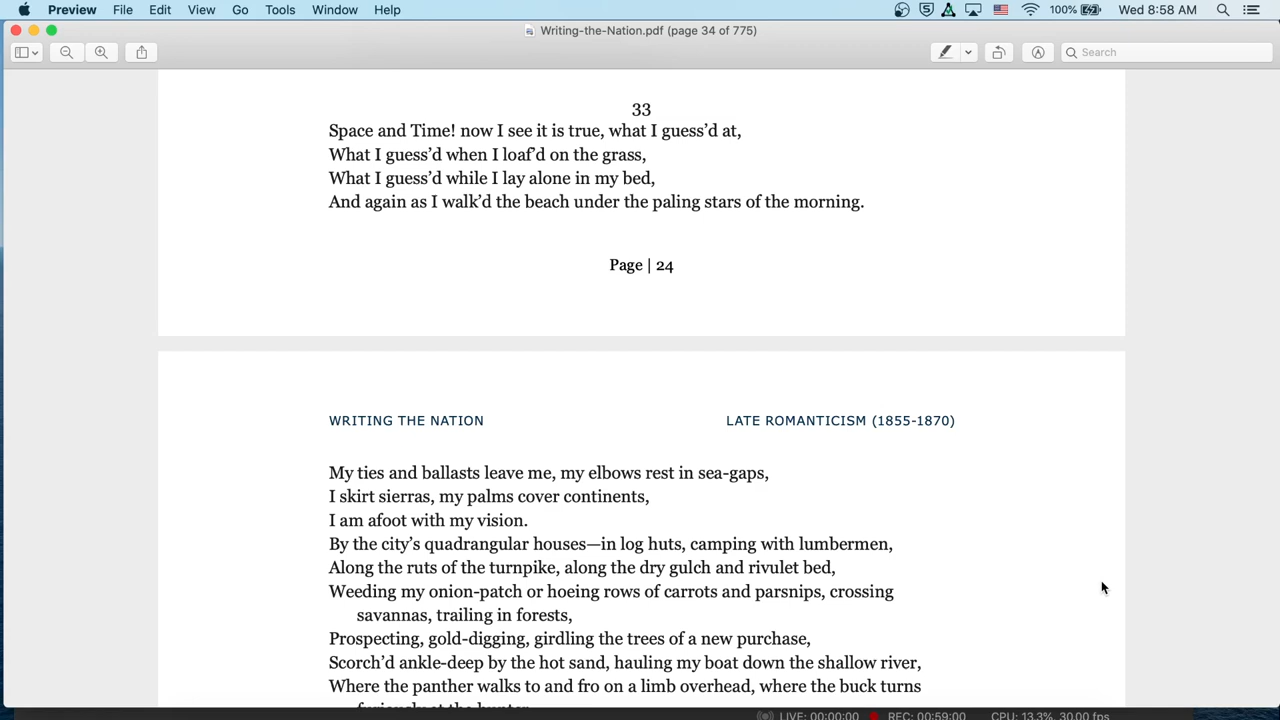 Preview File Edit View Go Tools Window Help 100% Wed 8:58 AM
Writing-the-Nation.pdf (page 34 of 775)
Search
33
Space and Time! now I see it is true, what I guess’d at,
What I guess’d when I loaf’d on the grass,
What I guess’d while I lay alone in my bed,
And again as I walk’d the beach under the paling stars of the morning.
Page | 24
WRITING THE NATION LATE ROMANTICISM (1855-1870)
My ties and ballasts leave me, my elbows rest in sea-gaps,
I skirt sierras, my palms cover continents,
I am afoot with my vision.
By the city’s quadrangular houses—in log huts, camping with lumbermen,
Along the ruts of the turnpike, along the dry gulch and rivulet bed,
Weeding my onion-patch or hoeing rows of carrots and parsnips, crossing
savannas, trailing in forests,
Prospecting, gold-digging, girdling the trees of a new purchase,
Scorch’d ankle-deep by the hot sand, hauling my boat down the shallow river,
Where the panther walks to and fro on a limb overhead, where the buck turns
furiously at the hunter
LIVE: 00:00:00 REC: 00:59:00 CPU: 13.3%, 30.00 fps